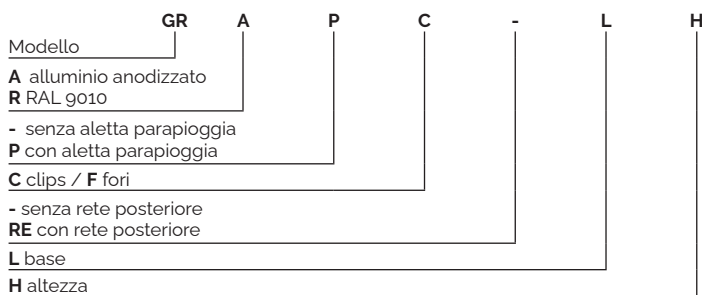 GR A P C - L H
Modello
A alluminio anodizzato
R RAL 9010
- senza aletta parapioggia
P con aletta parapioggia
C clips / F fori
- senza rete posteriore
RE con rete posteriore
L base
H altezza